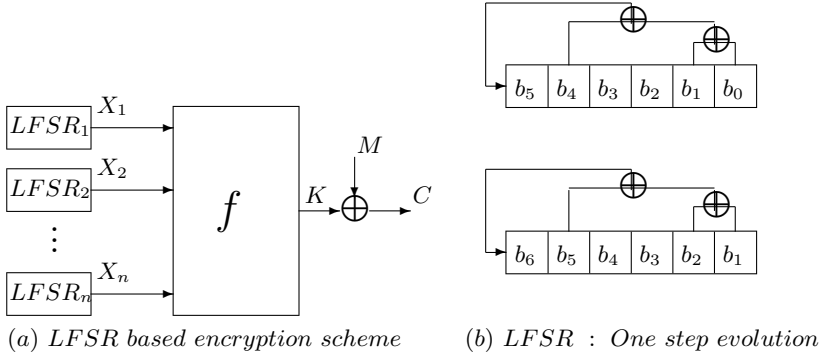 b₅ b₄ b₃ b₂ b₁ b₀
X₁
LFSR₁
M
X₂
LFSR₂
f
K
C
⋮
b₆ b₅ b₄ b₃ b₂ b₁
Xₙ
LFSRₙ
(a) LFSR based encryption scheme
(b) LFSR : One step evolution